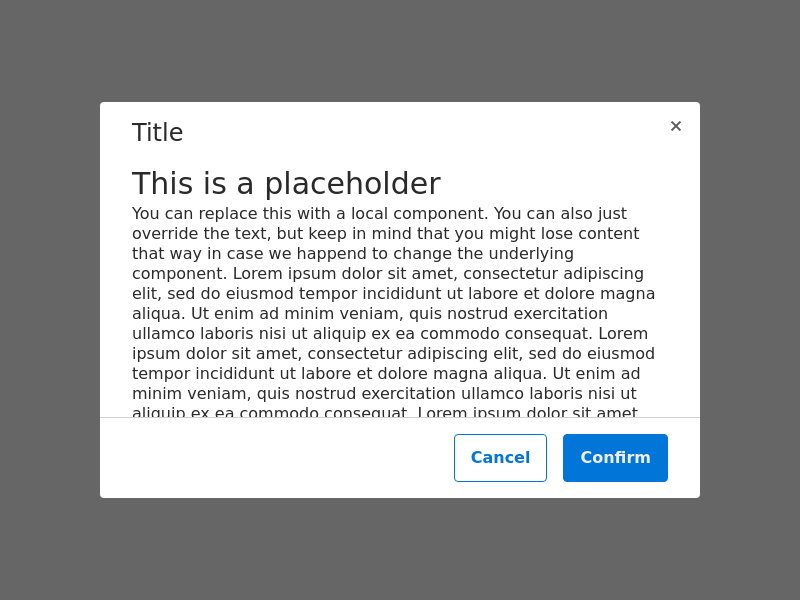 Title
×
This is a placeholder
You can replace this with a local component. You can also just
override the text, but keep in mind that you might lose content
that way in case we happend to change the underlying
component. Lorem ipsum dolor sit amet, consectetur adipiscing
elit, sed do eiusmod tempor incididunt ut labore et dolore magna
aliqua. Ut enim ad minim veniam, quis nostrud exercitation
ullamco laboris nisi ut aliquip ex ea commodo consequat. Lorem
ipsum dolor sit amet, consectetur adipiscing elit, sed do eiusmod
tempor incididunt ut labore et dolore magna aliqua. Ut enim ad
minim veniam, quis nostrud exercitation ullamco laboris nisi ut
aliquip ex ea commodo consequat. Lorem ipsum dolor sit amet,
Cancel
Confirm